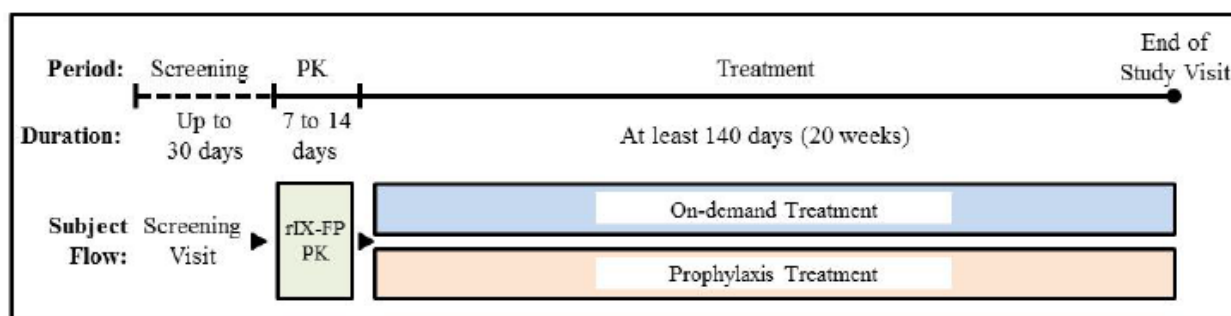 End of
Period: Screening PK Treatment Study Visit
Duration: Up to 30 days 7 to 14 days At least 140 days (20 weeks)
Subject Flow: Screening Visit rIX-FP PK
On-demand Treatment
Prophylaxis Treatment